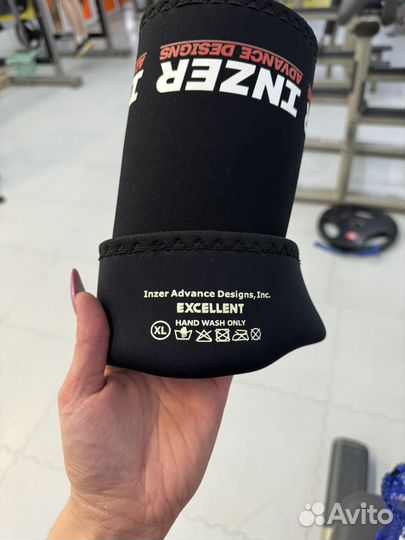 INZER
ADVANCE DESIGNS
Inzer Advance Designs, Inc.
EXCELLENT
HAND WASH ONLY
XL
Avito